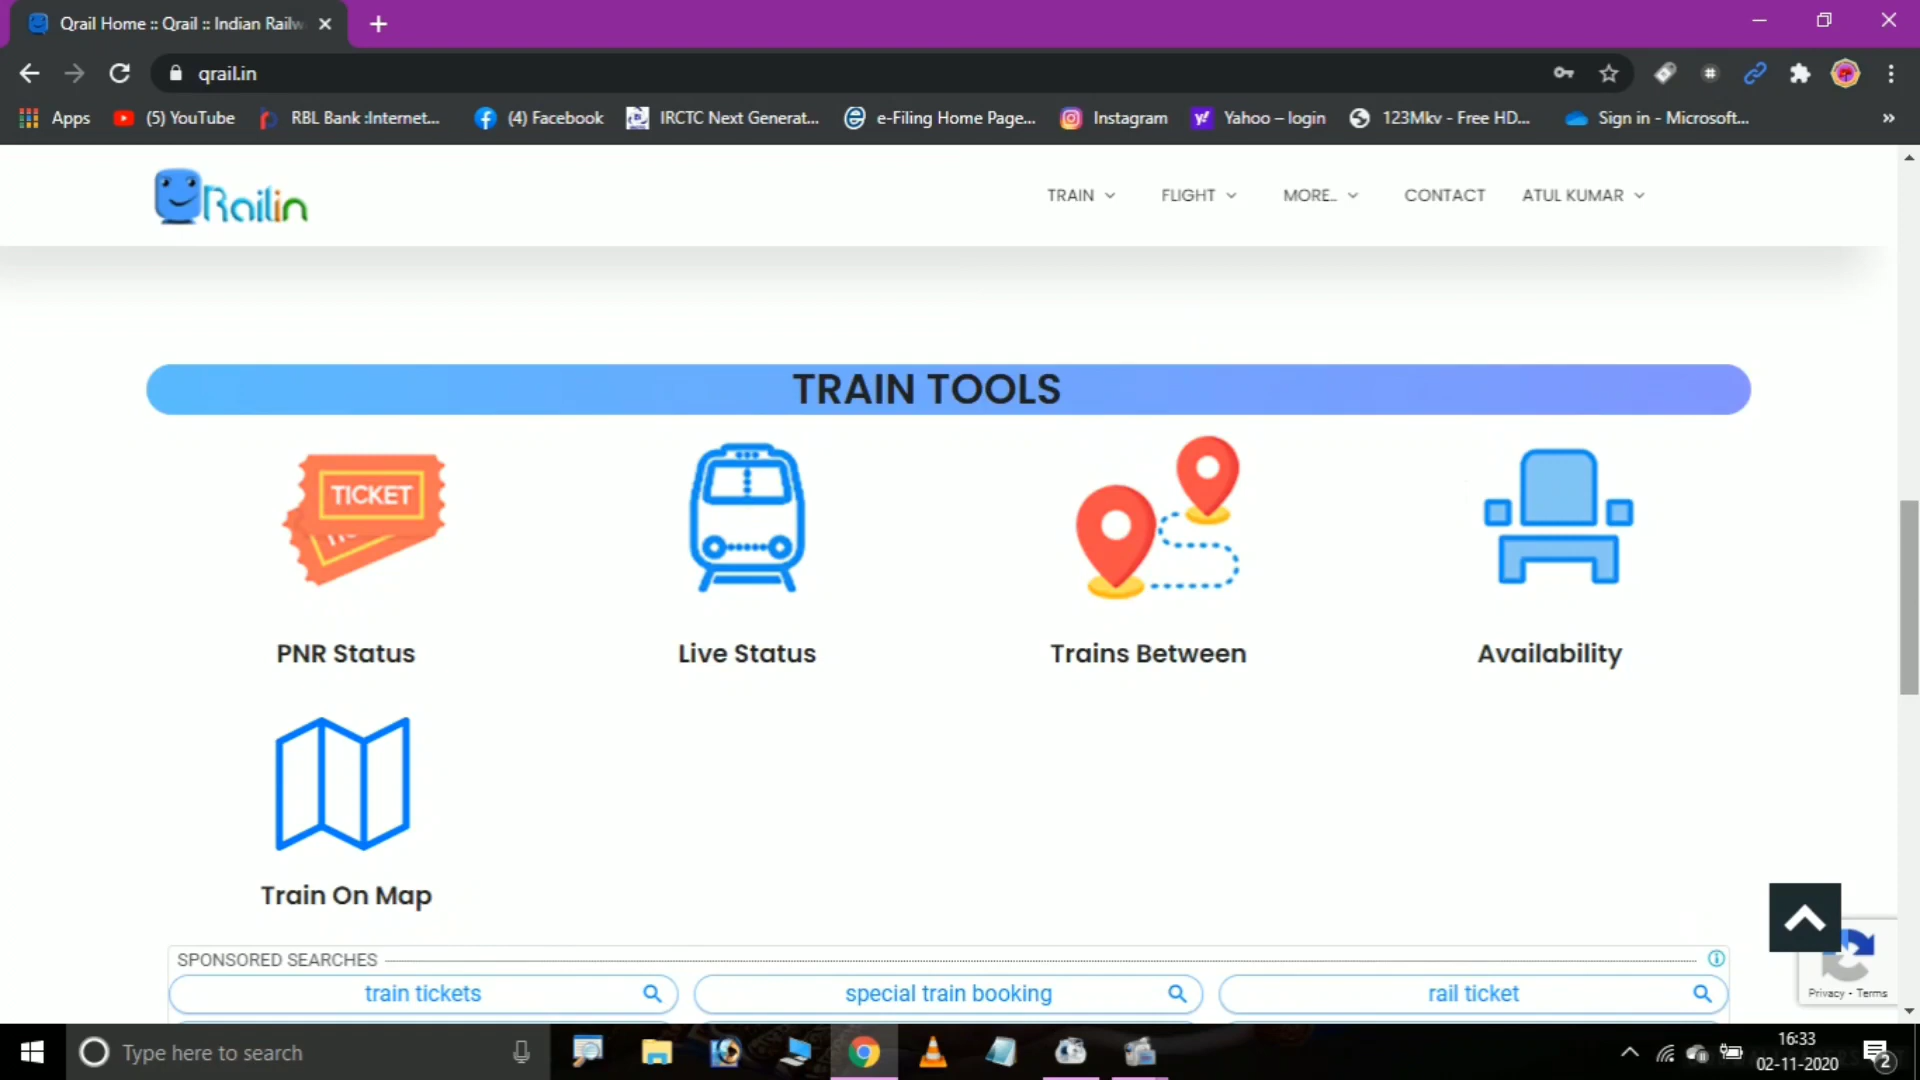 Qrail Home :: Qrail :: Indian Railw
qrail.in
Apps
(5) YouTube
RBL Bank :Internet...
(4) Facebook
IRCTC Next Generat...
e-Filing Home Page...
Instagram
Yahoo – login
123Mkv - Free HD...
Sign in - Microsoft...
»
Railin
TRAIN
FLIGHT
MORE..
CONTACT
ATUL KUMAR
TRAIN TOOLS
TICKET
PNR Status
Live Status
Trains Between
Availability
Train On Map
SPONSORED SEARCHES
train tickets
special train booking
rail ticket
Privacy - Terms
Type here to search
16:33
02-11-2020
2